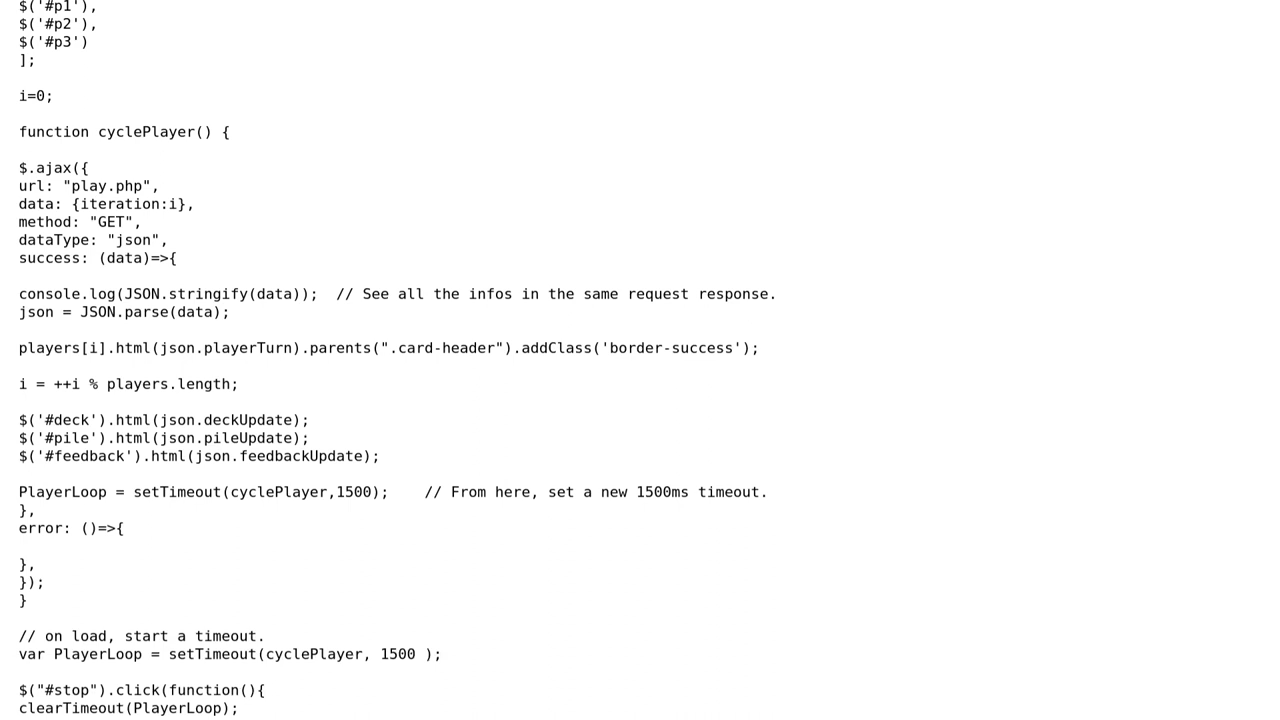 $('#p1'),
$('#p2'),
$('#p3')
];
i=0;
function cyclePlayer() {
$.ajax({
url: "play.php",
data: {iteration:i},
method: "GET",
dataType: "json",
success: (data)=>{
console.log(JSON.stringify(data));  // See all the infos in the same request response.
json = JSON.parse(data);
players[i].html(json.playerTurn).parents(".card-header").addClass('border-success');
i = ++i % players.length;
$('#deck').html(json.deckUpdate);
$('#pile').html(json.pileUpdate);
$('#feedback').html(json.feedbackUpdate);
PlayerLoop = setTimeout(cyclePlayer,1500);    // From here, set a new 1500ms timeout.
},
error: ()=>{
},
});
}
// on load, start a timeout.
var PlayerLoop = setTimeout(cyclePlayer, 1500 );
$("#stop").click(function(){
clearTimeout(PlayerLoop);